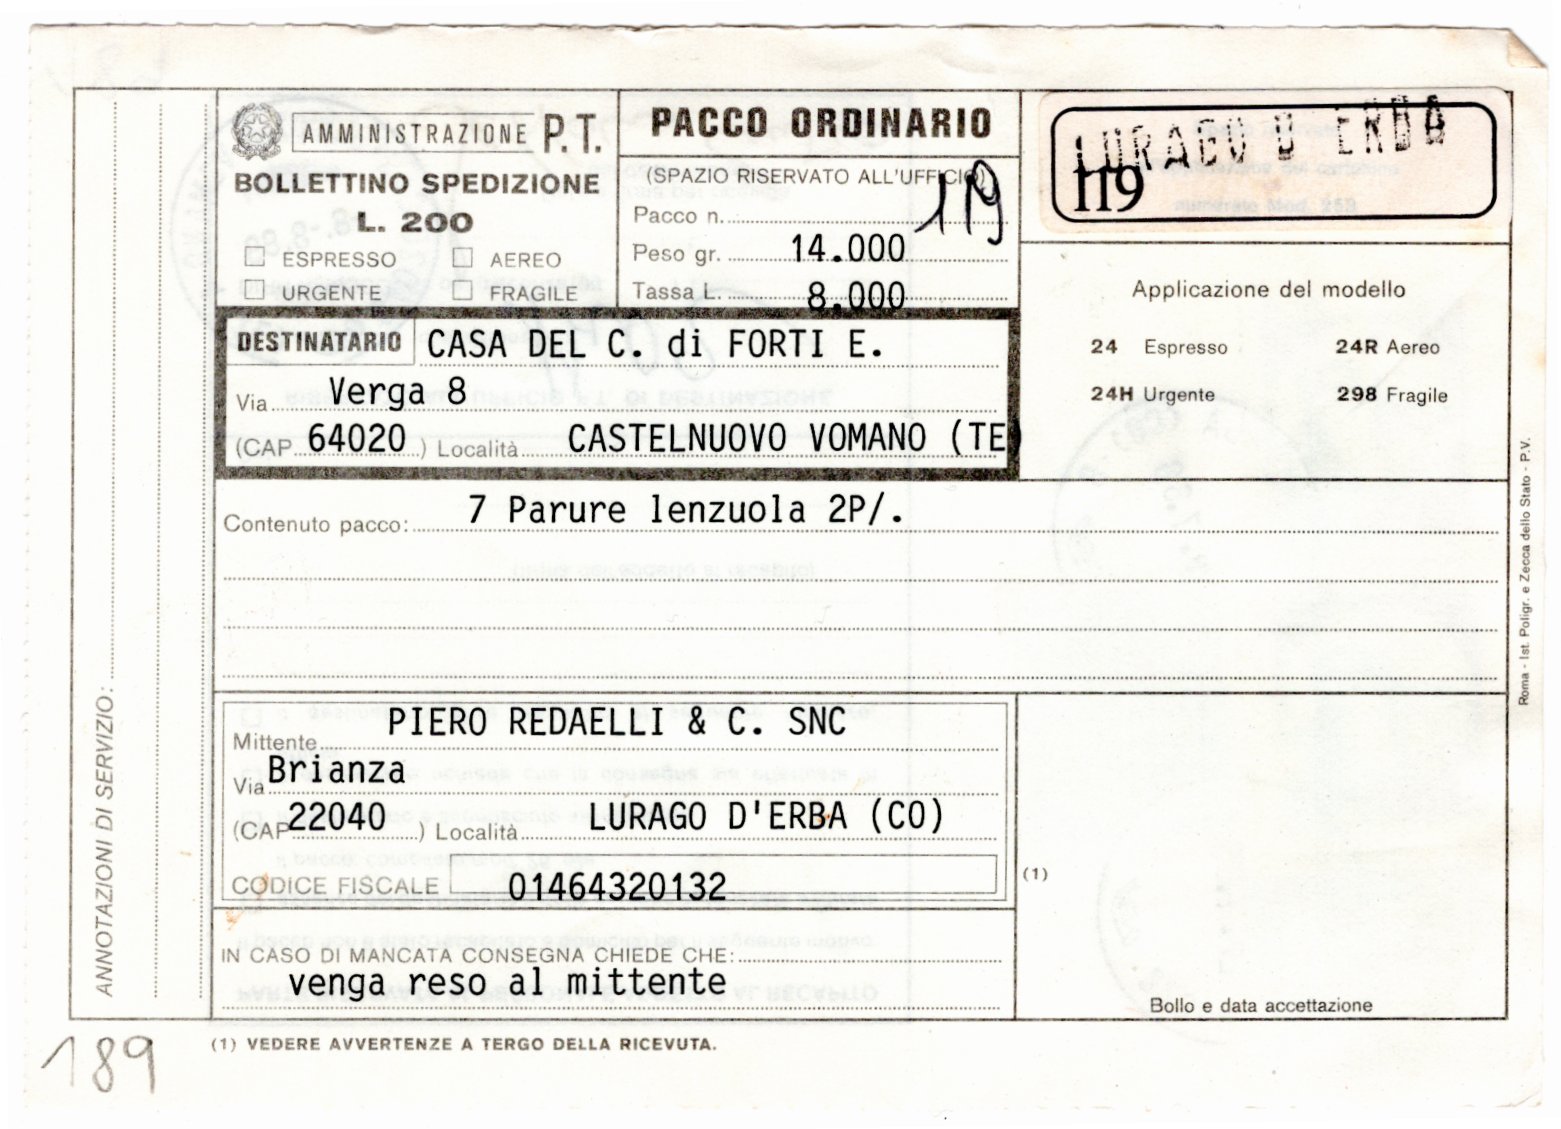 AMMINISTRAZIONE P.T.
BOLLETTINO SPEDIZIONE
L. 200
ESPRESSO AEREO
URGENTE FRAGILE
PACCO ORDINARIO
(SPAZIO RISERVATO ALL'UFFICIO)
Pacco n. 119
Peso gr. 14.000
Tassa L. 8.000
LURAGO D ERBA
119
Applicazione del modello
24 Espresso 24R Aereo
24H Urgente 298 Fragile
DESTINATARIO CASA DEL C. di FORTI E.
Via Verga 8
(CAP 64020 ) Località CASTELNUOVO VOMANO (TE
Contenuto pacco: 7 Parure lenzuola 2P/.
Mittente PIERO REDAELLI & C. SNC
Via Brianza
(CAP 22040 ) Località LURAGO D'ERBA (CO)
CODICE FISCALE 01464320132
(1)
IN CASO DI MANCATA CONSEGNA CHIEDE CHE:
venga reso al mittente
Bollo e data accettazione
(1) VEDERE AVVERTENZE A TERGO DELLA RICEVUTA.
ANNOTAZIONI DI SERVIZIO:
Roma - Ist. Poligr. e Zecca dello Stato - P.V.
189